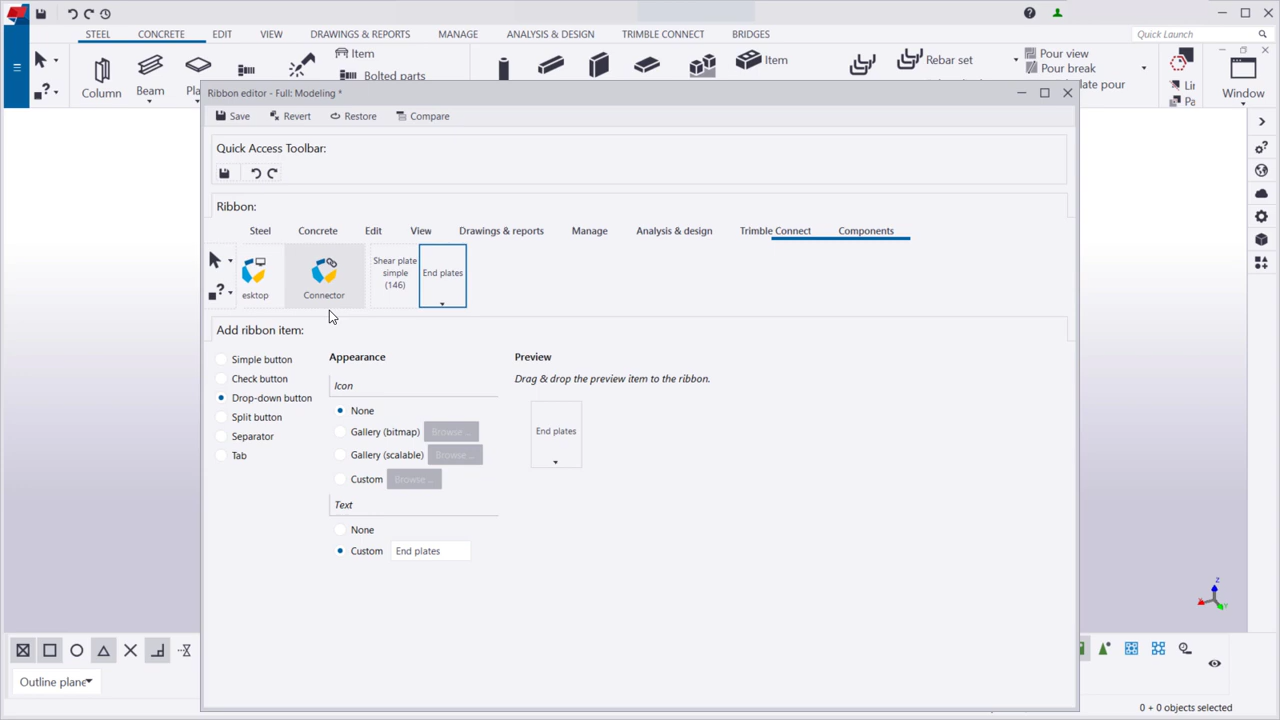 STEEL CONCRETE EDIT VIEW DRAWINGS & REPORTS MANAGE ANALYSIS & DESIGN TRIMBLE CONNECT BRIDGES Quick Launch
Item Item Rebar set Pour view
Bolted parts Pour break
Column Beam Window
Ribbon editor - Full: Modeling *
Save Revert Restore Compare
Quick Access Toolbar:
Ribbon:
Steel Concrete Edit View Drawings & reports Manage Analysis & design Trimble Connect Components
esktop Connector
Shear plate
simple
(146)
End plates
Add ribbon item:
Simple button
Check button
Drop-down button
Split button
Separator
Tab
Appearance
Icon
None
Gallery (bitmap) Browse ...
Gallery (scalable) Browse ...
Custom Browse ...
Text
None
Custom End plates
Preview
Drag & drop the preview item to the ribbon.
End plates
X
Z
Y
0 + 0 objects selected